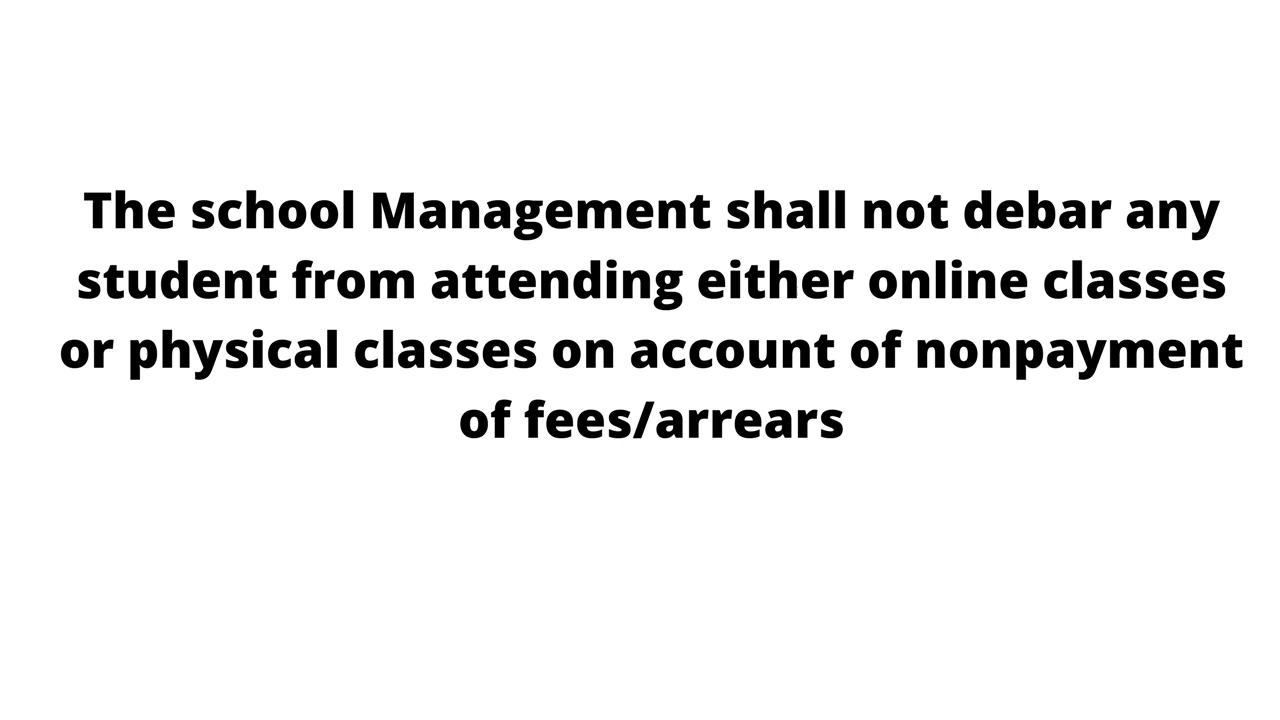 The school Management shall not debar any
student from attending either online classes
or physical classes on account of nonpayment
of fees/arrears